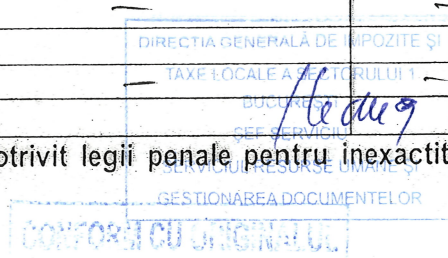 DIRECȚIA GENERALĂ DE IMPOZITE ȘI
TAXE LOCALE A SECTORULUI 1
BUCUREȘTI
ȘEF SERVICIU
otrivit legii penale pentru inexactit
SERVICIUL RESURSE UMANE ȘI
GESTIONAREA DOCUMENTELOR
CONFORM CU ORIGINALUL